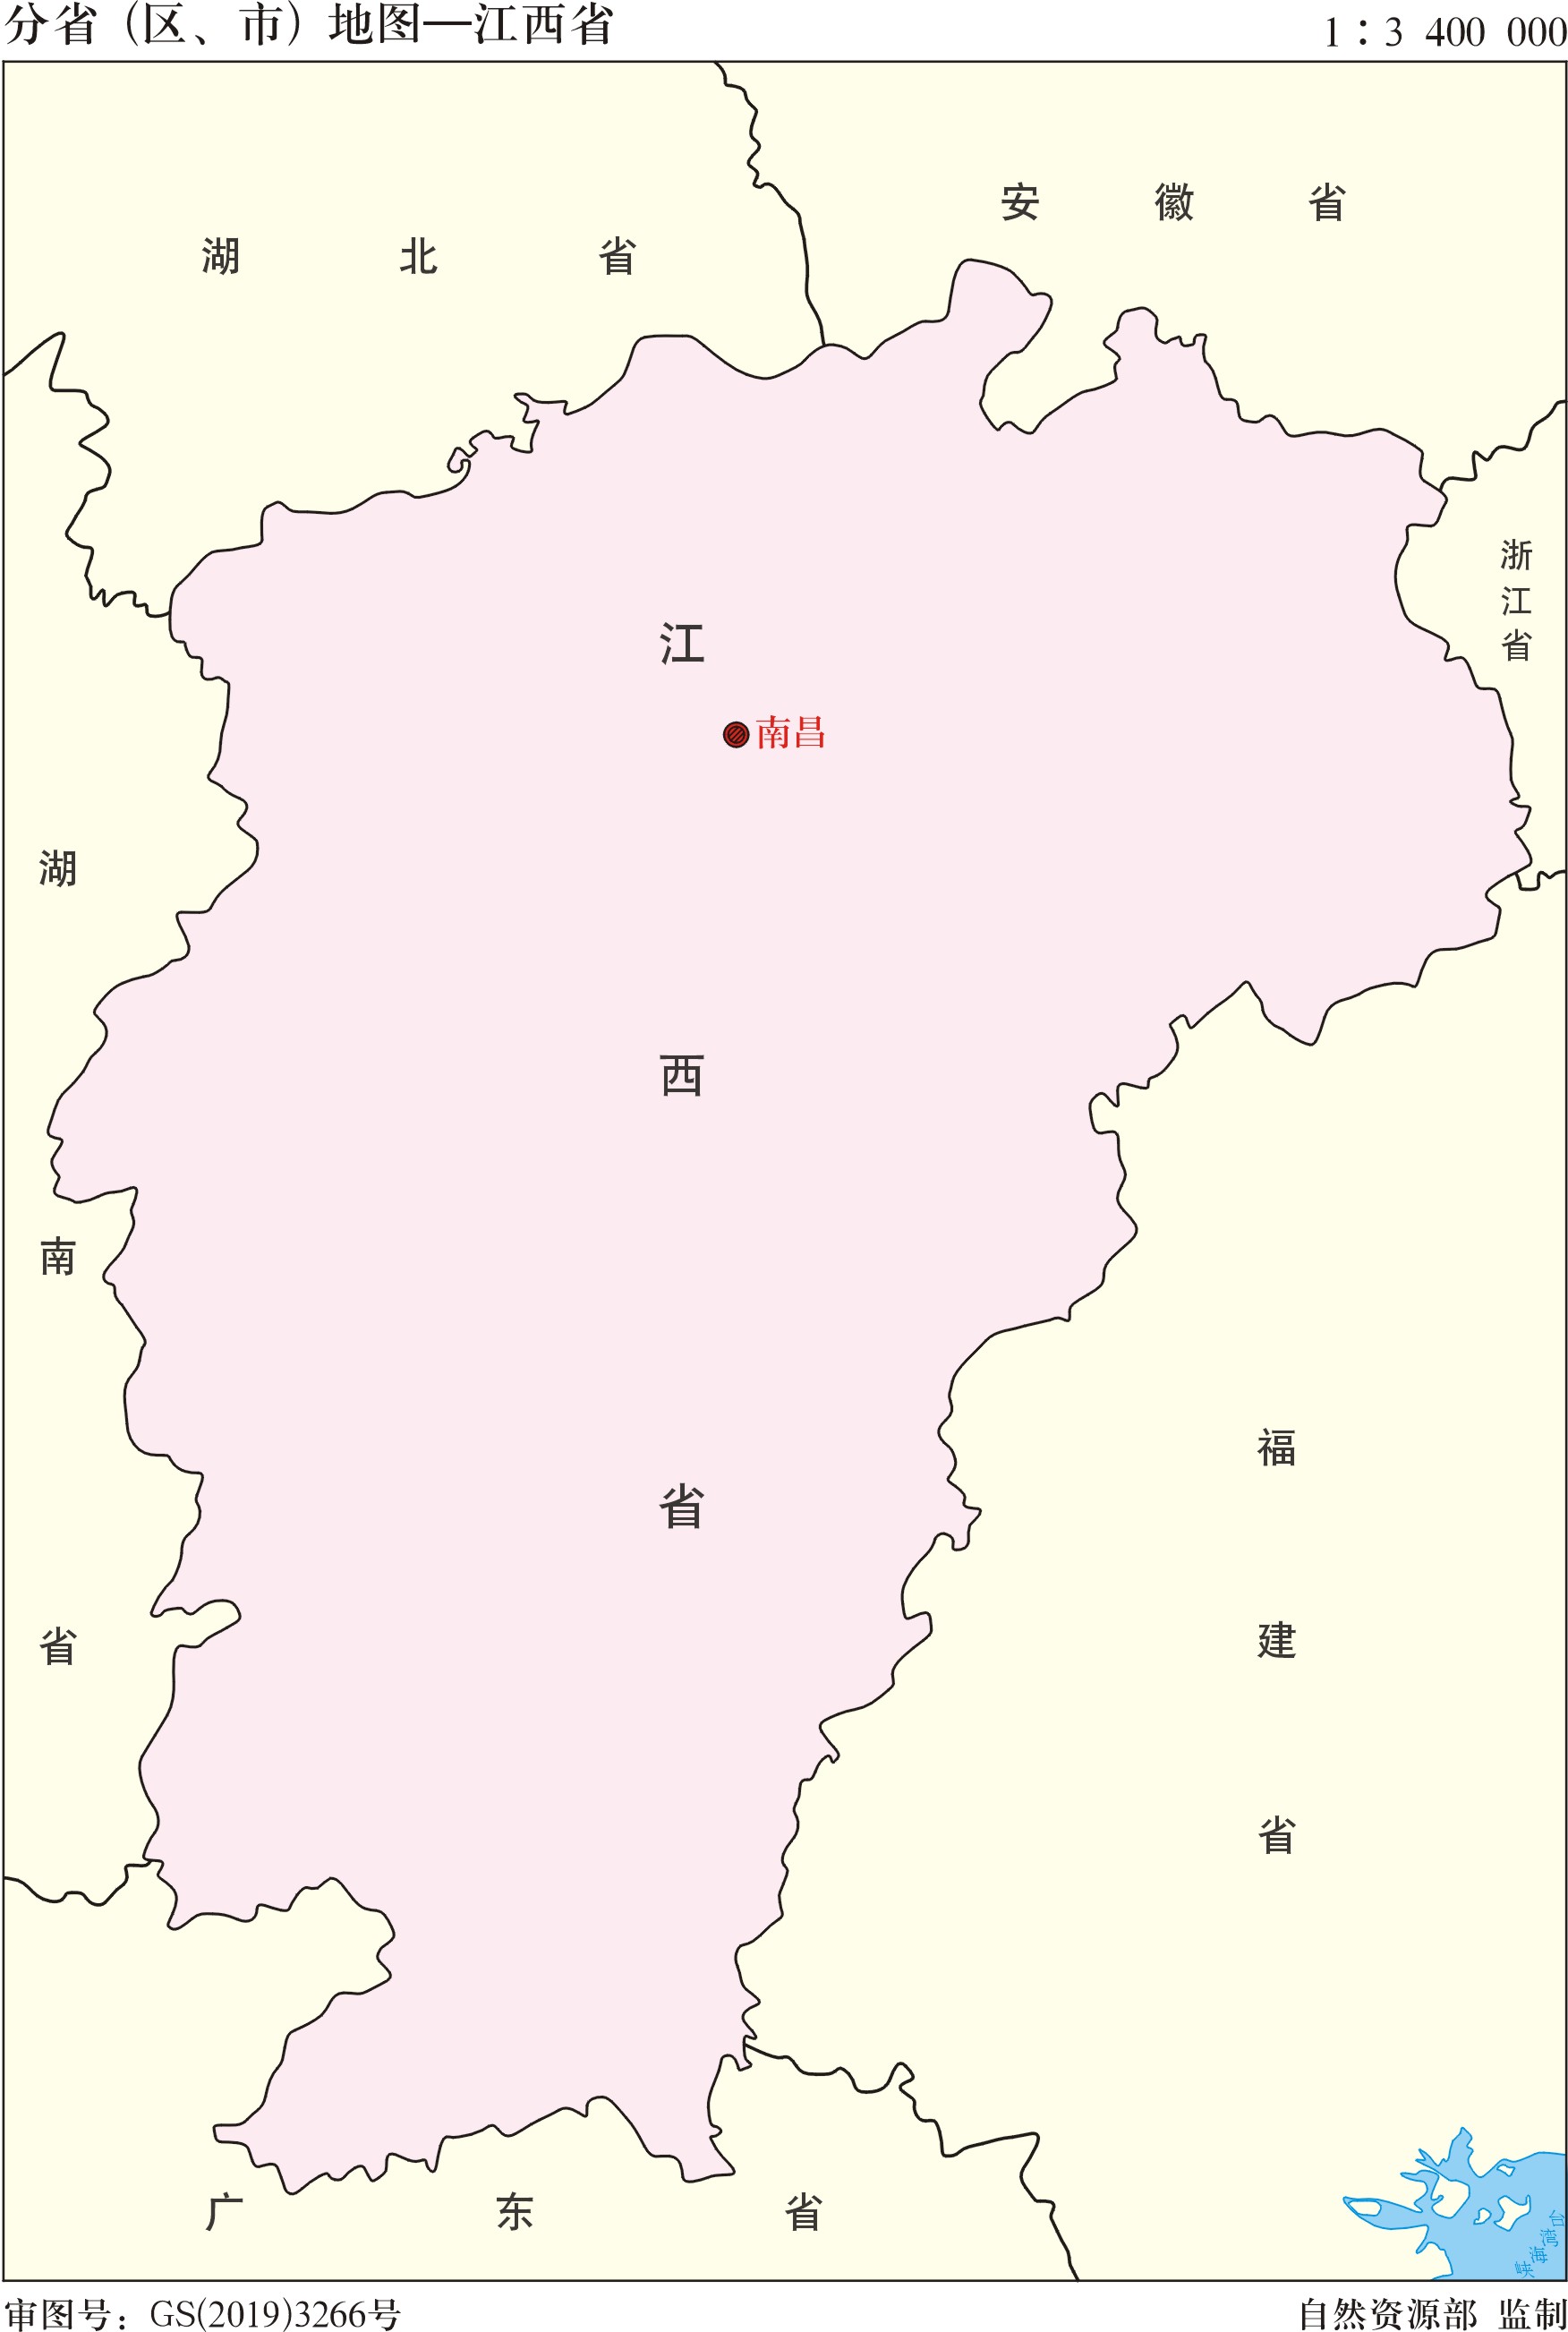 分省（区、市）地图—江西省
1：3 400 000
安徽省
湖北省
浙江省
江西省
南昌
湖南省
福建省
广东省
台湾海峡
审图号：GS(2019)3266号
自然资源部 监制